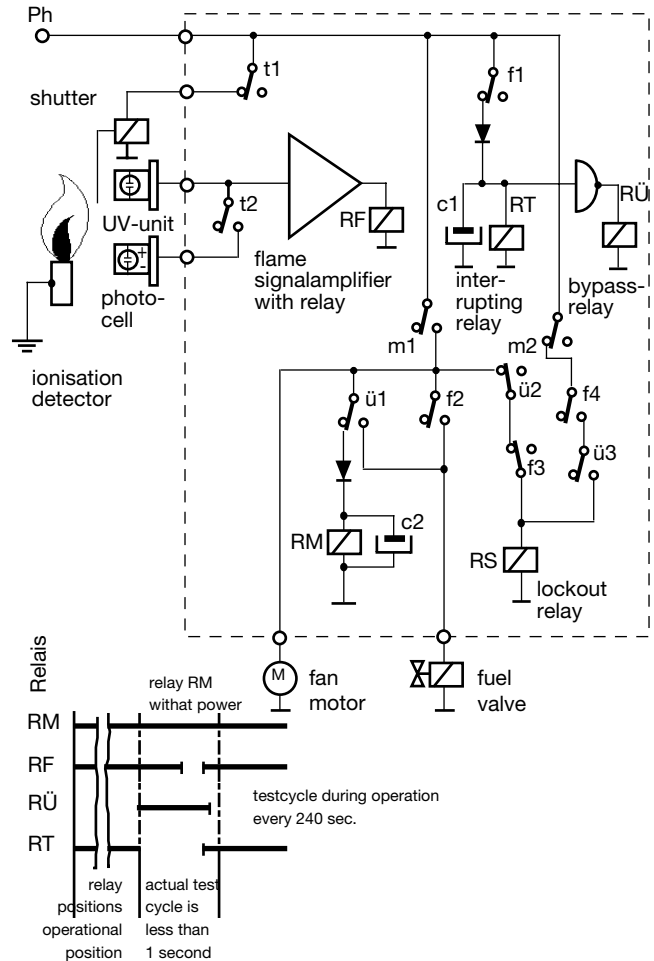 Ph
t1
f1
shutter
UV-unit
t2
RF
c1
RT
RÜ
photo-
cell
flame
signalamplifier
with relay
inter-
rupting
relay
bypass-
relay
ionisation
detector
m1
m2
ü1
f2
ü2
f4
f3
ü3
RM
c2
RS
lockout
relay
M
fan
motor
fuel
valve
Relais
relay RM
withat power
RM
RF
RÜ
RT
testcycle during operation
every 240 sec.
relay
positions
operational
position
actual test
cycle is
less than
1 second